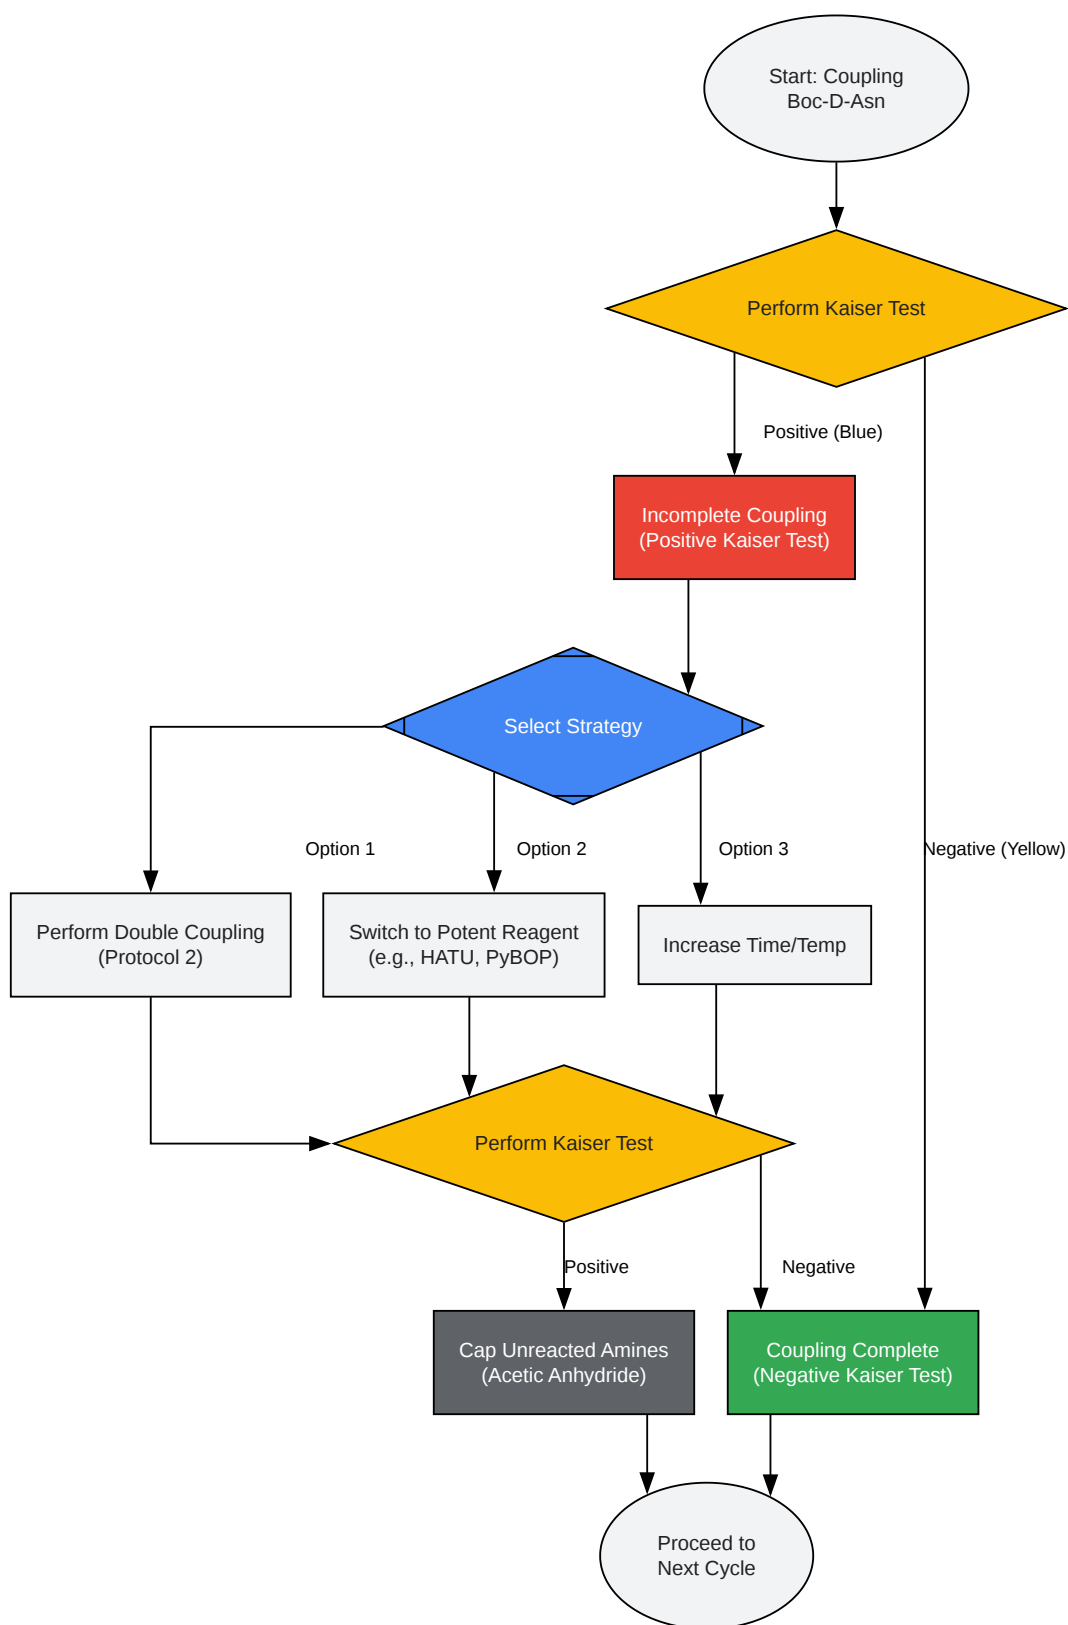 Start: Coupling
Boc-D-Asn
Perform Kaiser Test
Positive (Blue)
Incomplete Coupling
(Positive Kaiser Test)
Select Strategy
Option 1
Option 2
Option 3
Negative (Yellow)
Perform Double Coupling
(Protocol 2)
Switch to Potent Reagent
(e.g., HATU, PyBOP)
Increase Time/Temp
Perform Kaiser Test
Positive
Negative
Cap Unreacted Amines
(Acetic Anhydride)
Coupling Complete
(Negative Kaiser Test)
Proceed to
Next Cycle